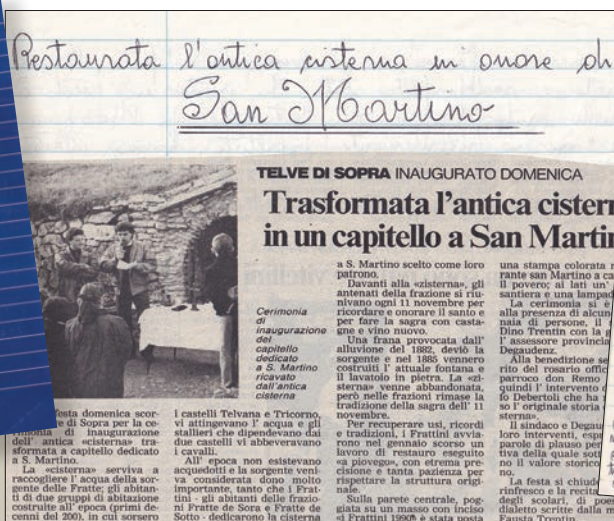 Restaurata l'antica cisterna in onore di
San Martino
TELVE DI SOPRA INAUGURATO DOMENICA
Trasformata l'antica cistern
in un capitello a San Martin
Cerimonia
di
inaugurazione
del
capitello
dedicato
a S. Martino
ricavato
dall'antica
cisterna
festa domenica scor-
re di Sopra per la ce-
rimonia di inaugurazione
dell' antica «cisterna» tra-
sformata a capitello dedicato
a S. Martino.
La «cisterna» serviva a
raccogliere l' acqua della sor-
gente delle Fratte; gli abitan-
ti di due gruppi di abitazione
costruite all' epoca (primi de-
cenni del 200), in cui sorsero
i castelli Telvana e Tricorno,
vi attingevano l' acqua e gli
stallieri che dipendevano dai
due castelli vi abbeveravano
i cavalli.
All' epoca non esistevano
acquedotti e la sorgente veni-
va considerata dono molto
importante, tanto che i Frat-
tini - gli abitanti delle frazio-
ni Fratte de Sora e Fratte de
Sotto - dedicarono la cisterna
a S. Martino scelto come loro
patrono.
Davanti alla «zisterna», gli
antenati della frazione si riu-
nivano ogni 11 novembre per
ricordare e onorare il santo e
per fare la sagra con casta-
gne e vino nuovo.
Una frana provocata dall'
alluvione del 1882, deviò la
sorgente e nel 1885 vennero
costruiti l' attuale fontana e
il lavatoio in pietra. La «zi-
sterna» venne abbandonata,
però nelle frazioni rimase la
tradizione della sagra dell' 11
novembre.
Per recuperare usi, ricordi
e tradizioni, i Frattini avvia-
rono nel gennaio scorso un
lavoro di restauro eseguito
«a piovego», con etrema pre-
cisione e tanta pazienza per
rispettare la struttura origi-
nale.
Sulla parete centrale, pog-
giata su un masso con inciso
«i Frattini 1990» è stata posta
una stampa colorata r
rante san Martino a ca
il povero; ai lati un'
santiera e una lampa
La cerimonia si è
alla presenza di alcun
naia di persone, il
Dino Trentin con la
l' assessore provincia
Degaudenz.
Alla benedizione se
rito del rosario offic
parroco don Remo
quindi l' intervento
fo Debertoli che ha
so l' originale storia
sterna».
Il sindaco e Degau
loro interventi, esp
parole di plauso per
tiva della quale sott
no il valore storico
no.
La festa si chiud
rinfresco e la recita
degli scolari, di poe
dialetto scritte dalla
Fausta Trentin